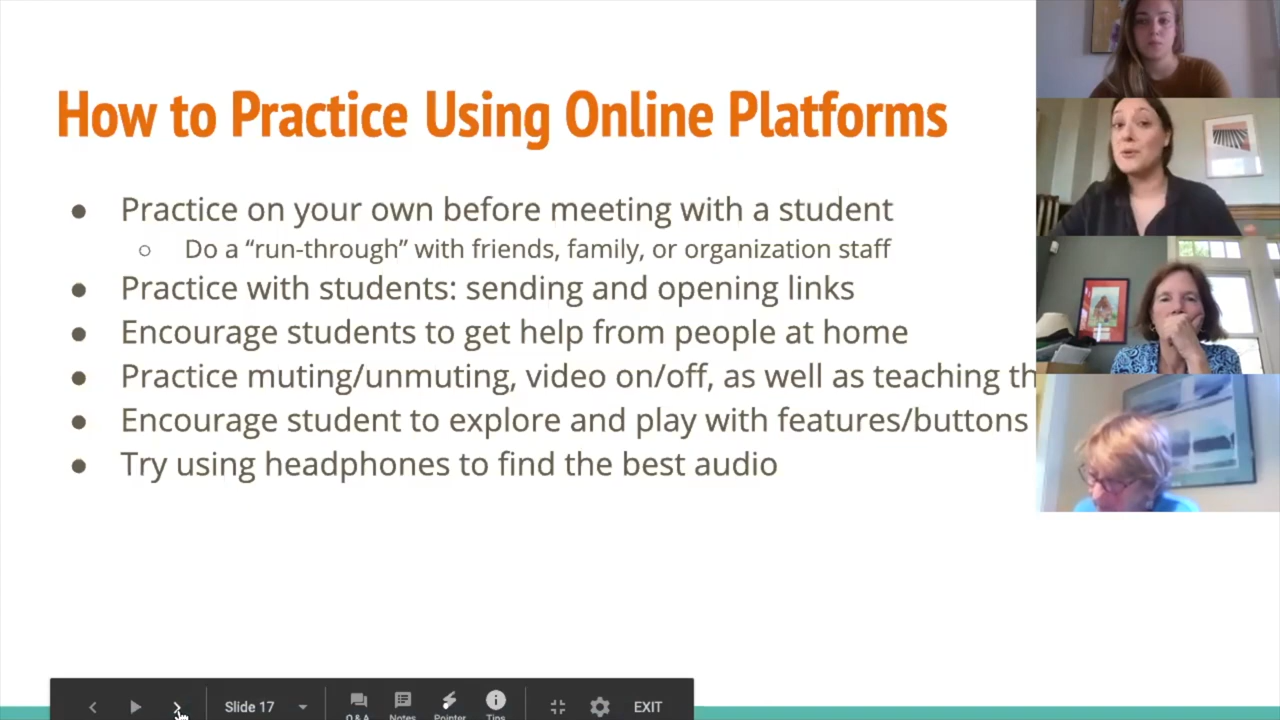 How to Practice Using Online Platforms
● Practice on your own before meeting with a student
○ Do a “run-through” with friends, family, or organization staff
● Practice with students: sending and opening links
● Encourage students to get help from people at home
● Practice muting/unmuting, video on/off, as well as teaching th
● Encourage student to explore and play with features/buttons
● Try using headphones to find the best audio
Slide 17
Q&A Notes Pointer Tips
EXIT